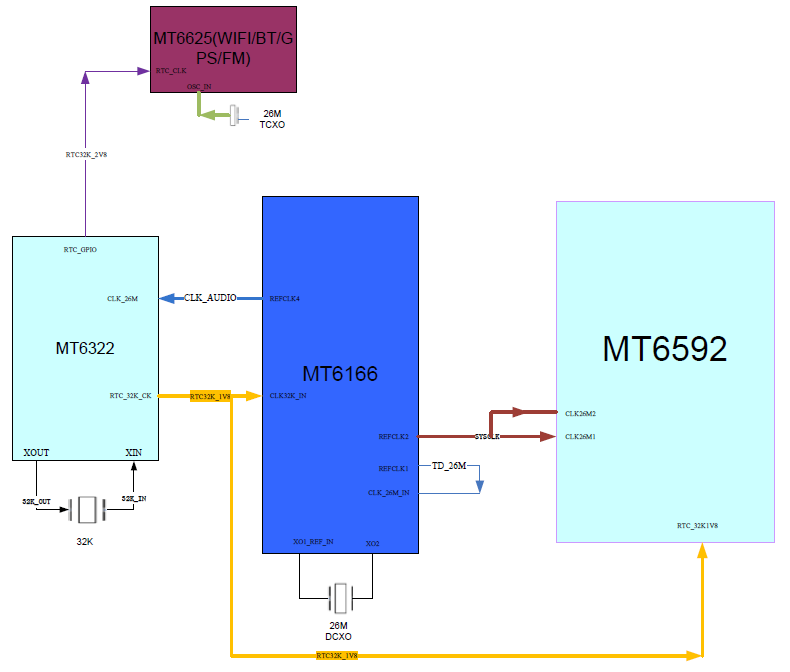 MT6625(WIFI/BT/G
PS/FM)
RTC_CLK
OSC_IN
26M
TCXO
RTC32K_2V8
RTC_GPIO
CLK_26M
CLK_AUDIO
REFCLK4
MT6322
MT6166
MT6592
RTC_32K_CK
RTC32K_1V8
CLK32K_IN
CLK26M2
REFCLK2
SYSCLK
CLK26M1
XOUT
XIN
REFCLK1
TD_26M
CLK_26M_IN
32K_OUT
32K_IN
32K
RTC_32K1V8
XO1_REF_IN
XO2
26M
DCXO
RTC32K_1V8